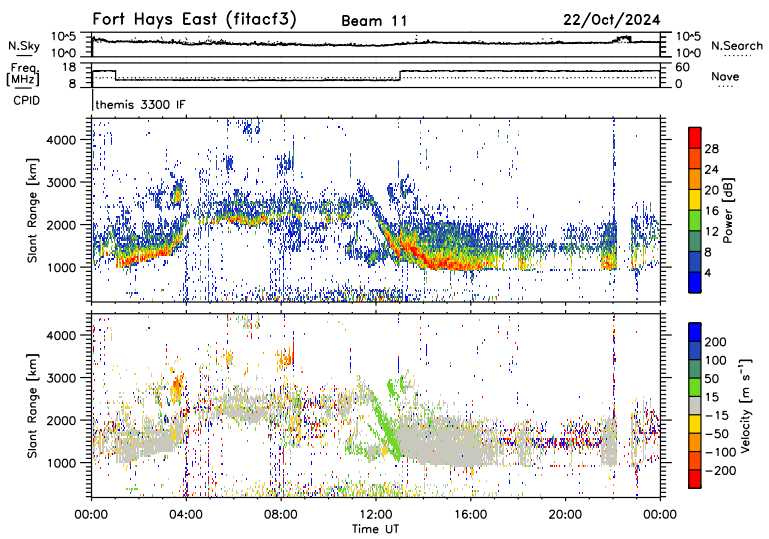 Fort Hays East (fitacf3) Beam 11 22/Oct/2024
N.Sky 10^5 10^0 10^5 10^0 N.Search
Freq. [MHz] 18 8 60 0 Nave
CPID themis 3300 IF
Slant Range [km]
4000
3000
2000
1000
Power [dB]
28
24
20
16
12
8
4
Slant Range [km]
4000
3000
2000
1000
Velocity [m s⁻¹]
200
100
50
15
−15
−50
−100
−200
00:00 04:00 08:00 12:00 16:00 20:00 00:00
Time UT